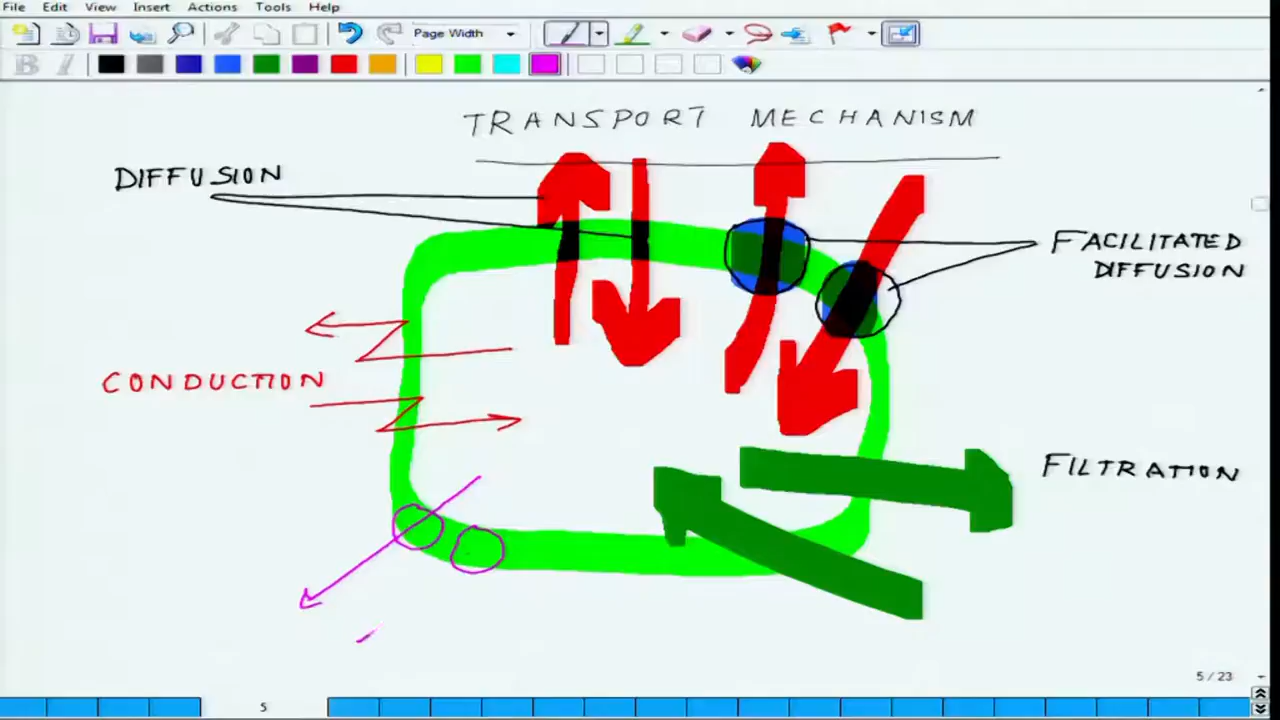 File Edit View Insert Actions Tools Help
Page Width
B I
TRANSPORT MECHANISM
DIFFUSION
FACILITATED
DIFFUSION
CONDUCTION
FILTRATION
5 / 23
5